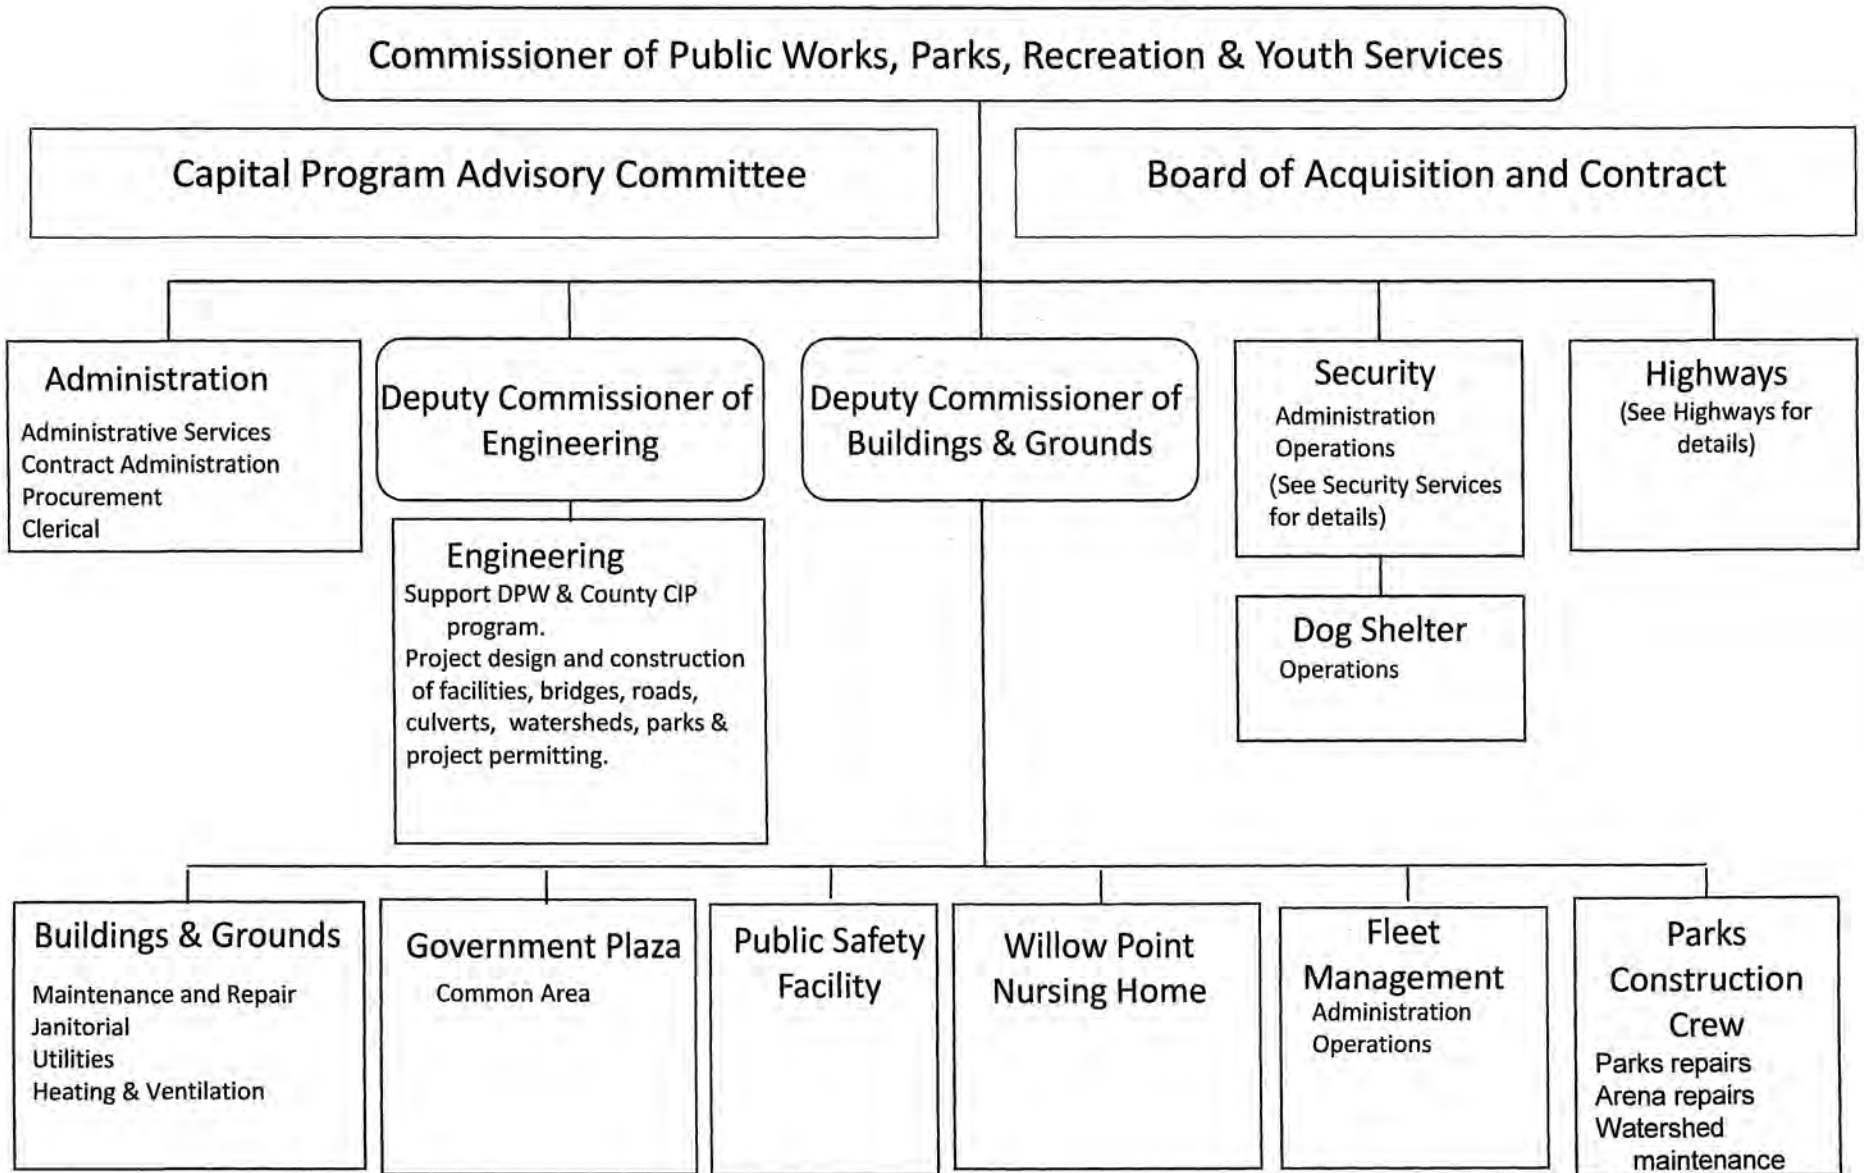 Commissioner of Public Works, Parks, Recreation & Youth Services
Capital Program Advisory Committee
Board of Acquisition and Contract
Administration
Administrative Services
Contract Administration
Procurement
Clerical
Deputy Commissioner of
Engineering
Deputy Commissioner of
Buildings & Grounds
Security
Administration
Operations
(See Security Services
for details)
Highways
(See Highways for
details)
Engineering
Support DPW & County CIP
program.
Project design and construction
of facilities, bridges, roads,
culverts, watersheds, parks &
project permitting.
Dog Shelter
Operations
Buildings & Grounds
Maintenance and Repair
Janitorial
Utilities
Heating & Ventilation
Government Plaza
Common Area
Public Safety
Facility
Willow Point
Nursing Home
Fleet
Management
Administration
Operations
Parks
Construction
Crew
Parks repairs
Arena repairs
Watershed
maintenance